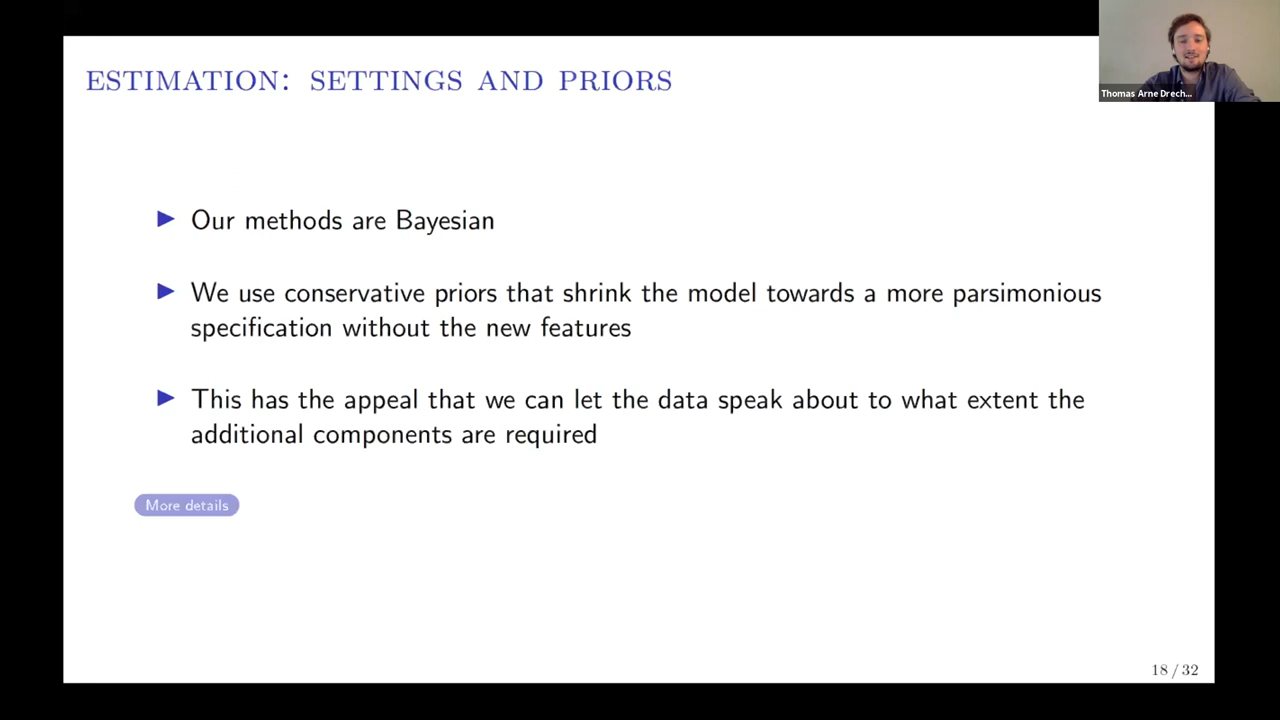 ESTIMATION: SETTINGS AND PRIORS
Thomas Arne Drech...
▶ Our methods are Bayesian
▶ We use conservative priors that shrink the model towards a more parsimonious
specification without the new features
▶ This has the appeal that we can let the data speak about to what extent the
additional components are required
More details
18 / 32